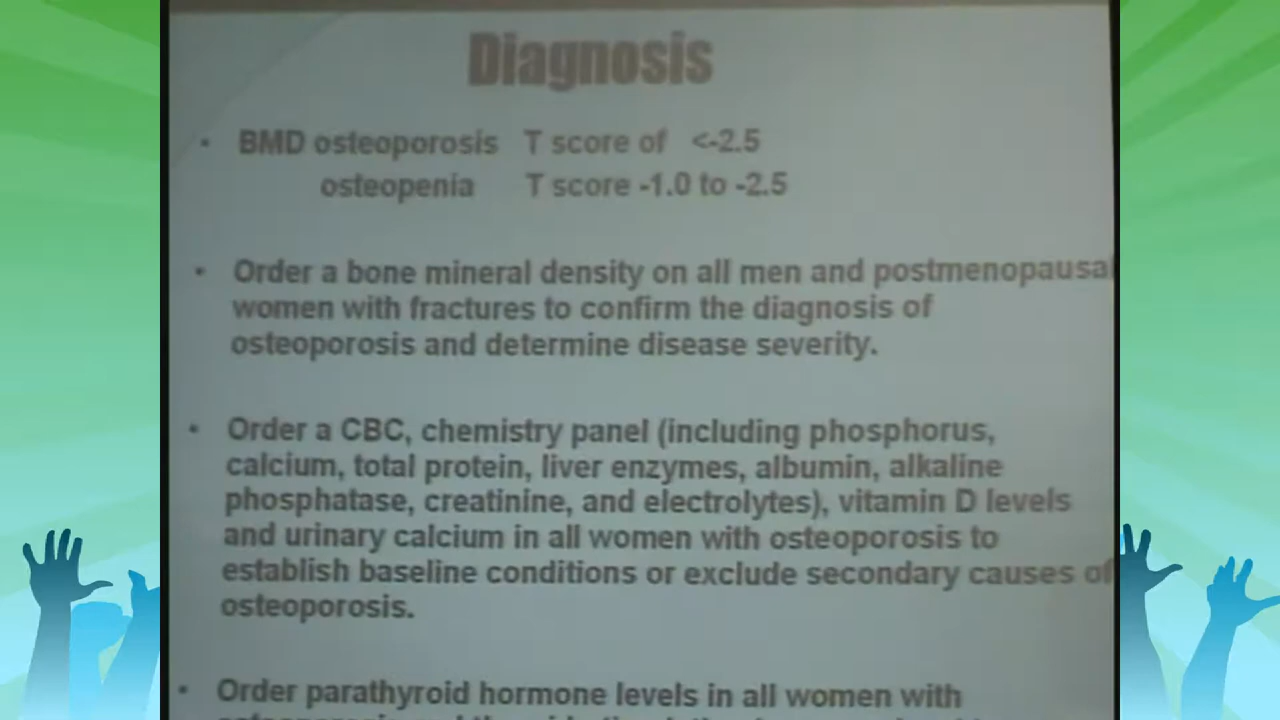 Diagnosis
• BMD osteoporosis T score of <-2.5
osteopenia T score -1.0 to -2.5
• Order a bone mineral density on all men and postmenopausal
women with fractures to confirm the diagnosis of
osteoporosis and determine disease severity.
• Order a CBC, chemistry panel (including phosphorus,
calcium, total protein, liver enzymes, albumin, alkaline
phosphatase, creatinine, and electrolytes), vitamin D levels
and urinary calcium in all women with osteoporosis to
establish baseline conditions or exclude secondary causes of
osteoporosis.
• Order parathyroid hormone levels in all women with